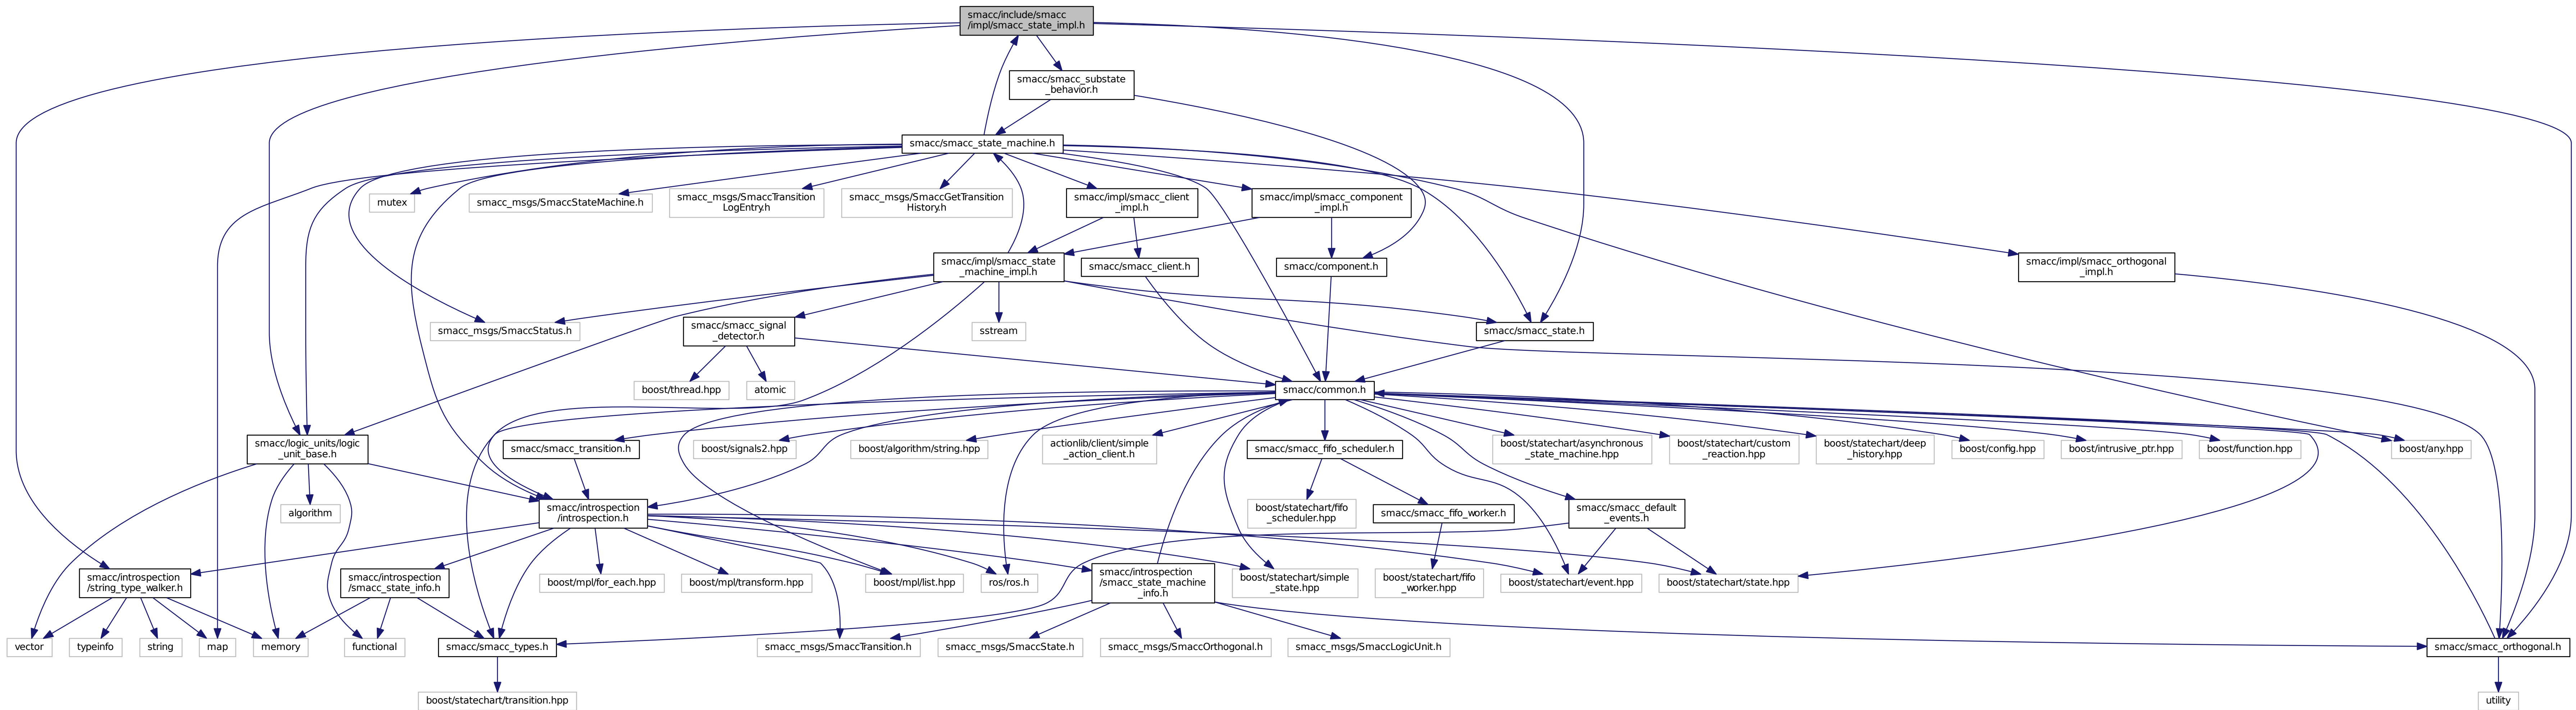 smacc/include/smacc
/impl/smacc_state_impl.h
smacc/smacc_substate
_behavior.h
smacc/smacc_state_machine.h
mutex
smacc_msgs/SmaccStateMachine.h
smacc_msgs/SmaccTransition
LogEntry.h
smacc_msgs/SmaccGetTransition
History.h
smacc/impl/smacc_client
_impl.h
smacc/impl/smacc_component
_impl.h
smacc/impl/smacc_state
_machine_impl.h
smacc/smacc_client.h
smacc/component.h
smacc/impl/smacc_orthogonal
_impl.h
smacc_msgs/SmaccStatus.h
smacc/smacc_signal
_detector.h
sstream
smacc/smacc_state.h
boost/thread.hpp
atomic
smacc/common.h
smacc/logic_units/logic
_unit_base.h
smacc/smacc_transition.h
boost/signals2.hpp
boost/algorithm/string.hpp
actionlib/client/simple
_action_client.h
smacc/smacc_fifo_scheduler.h
boost/statechart/asynchronous
_state_machine.hpp
boost/statechart/custom
_reaction.hpp
boost/statechart/deep
_history.hpp
boost/config.hpp
boost/intrusive_ptr.hpp
boost/function.hpp
boost/any.hpp
algorithm
smacc/introspection
/introspection.h
boost/statechart/fifo
_scheduler.hpp
smacc/smacc_fifo_worker.h
smacc/smacc_default
_events.h
smacc/introspection
/string_type_walker.h
smacc/introspection
/smacc_state_info.h
boost/mpl/for_each.hpp
boost/mpl/transform.hpp
boost/mpl/list.hpp
ros/ros.h
smacc/introspection
/smacc_state_machine
_info.h
boost/statechart/simple
_state.hpp
boost/statechart/fifo
_worker.hpp
boost/statechart/event.hpp
boost/statechart/state.hpp
vector
typeinfo
string
map
memory
functional
smacc/smacc_types.h
smacc_msgs/SmaccTransition.h
smacc_msgs/SmaccState.h
smacc_msgs/SmaccOrthogonal.h
smacc_msgs/SmaccLogicUnit.h
smacc/smacc_orthogonal.h
boost/statechart/transition.hpp
utility